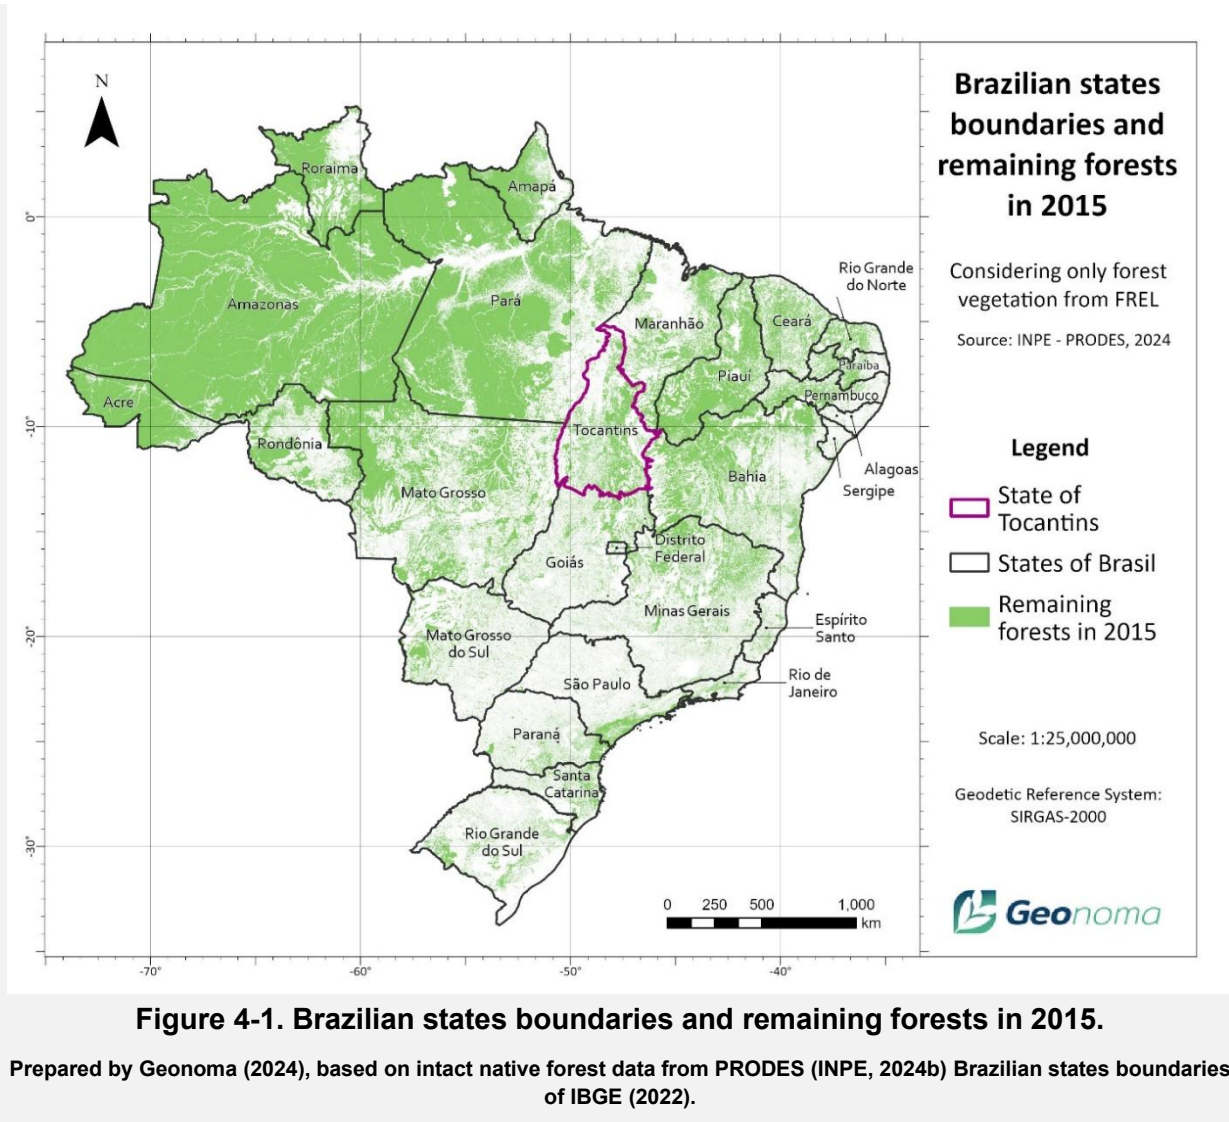 N
Roraima
Amapá
Amazonas
Pará
Maranhão
Ceará
Rio Grande
do Norte
Paraíba
Piauí
Pernambuco
Acre
Rondônia
Tocantins
Alagoas
Sergipe
Bahia
Mato Grosso
Distrito
Federal
Goiás
Minas Gerais
Espírito
Santo
Mato Grosso
do Sul
São Paulo
Rio de
Janeiro
Paraná
Santa
Catarina
Rio Grande
do Sul
0°
-10°
-20°
-30°
-70°
-60°
-50°
-40°
0 250 500 1,000
km
Brazilian states
boundaries and
remaining forests
in 2015
Considering only forest
vegetation from FREL
Source: INPE - PRODES, 2024
Legend
State of
Tocantins
States of Brasil
Remaining
forests in 2015
Scale: 1:25,000,000
Geodetic Reference System:
SIRGAS-2000
Geonoma
Figure 4-1. Brazilian states boundaries and remaining forests in 2015.
Prepared by Geonoma (2024), based on intact native forest data from PRODES (INPE, 2024b) Brazilian states boundaries
of IBGE (2022).